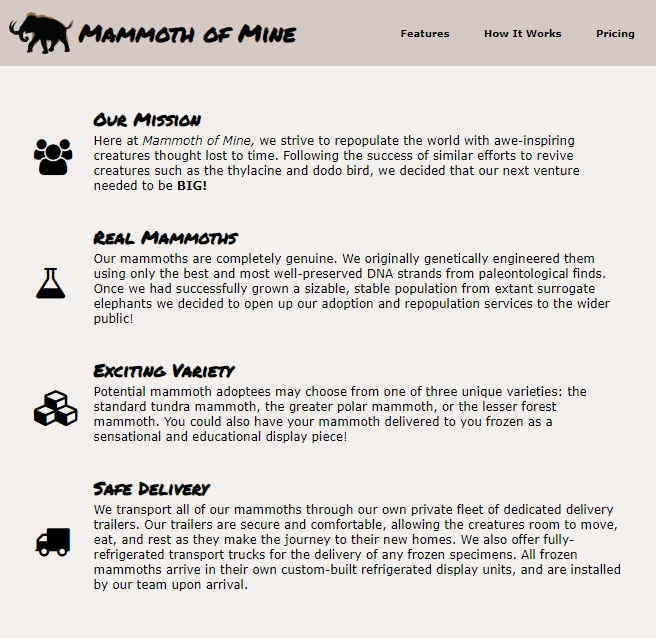 Mammoth of Mine
Features
How It Works
Pricing
Our Mission
Here at Mammoth of Mine, we strive to repopulate the world with awe-inspiring
creatures thought lost to time. Following the success of similar efforts to revive
creatures such as the thylacine and dodo bird, we decided that our next venture
needed to be BIG!
Real Mammoths
Our mammoths are completely genuine. We originally genetically engineered them
using only the best and most well-preserved DNA strands from paleontological finds.
Once we had successfully grown a sizable, stable population from extant surrogate
elephants we decided to open up our adoption and repopulation services to the wider
public!
Exciting Variety
Potential mammoth adoptees may choose from one of three unique varieties: the
standard tundra mammoth, the greater polar mammoth, or the lesser forest
mammoth. You could also have your mammoth delivered to you frozen as a
sensational and educational display piece!
Safe Delivery
We transport all of our mammoths through our own private fleet of dedicated delivery
trailers. Our trailers are secure and comfortable, allowing the creatures room to move,
eat, and rest as they make the journey to their new homes. We also offer fully-
refrigerated transport trucks for the delivery of any frozen specimens. All frozen
mammoths arrive in their own custom-built refrigerated display units, and are installed
by our team upon arrival.